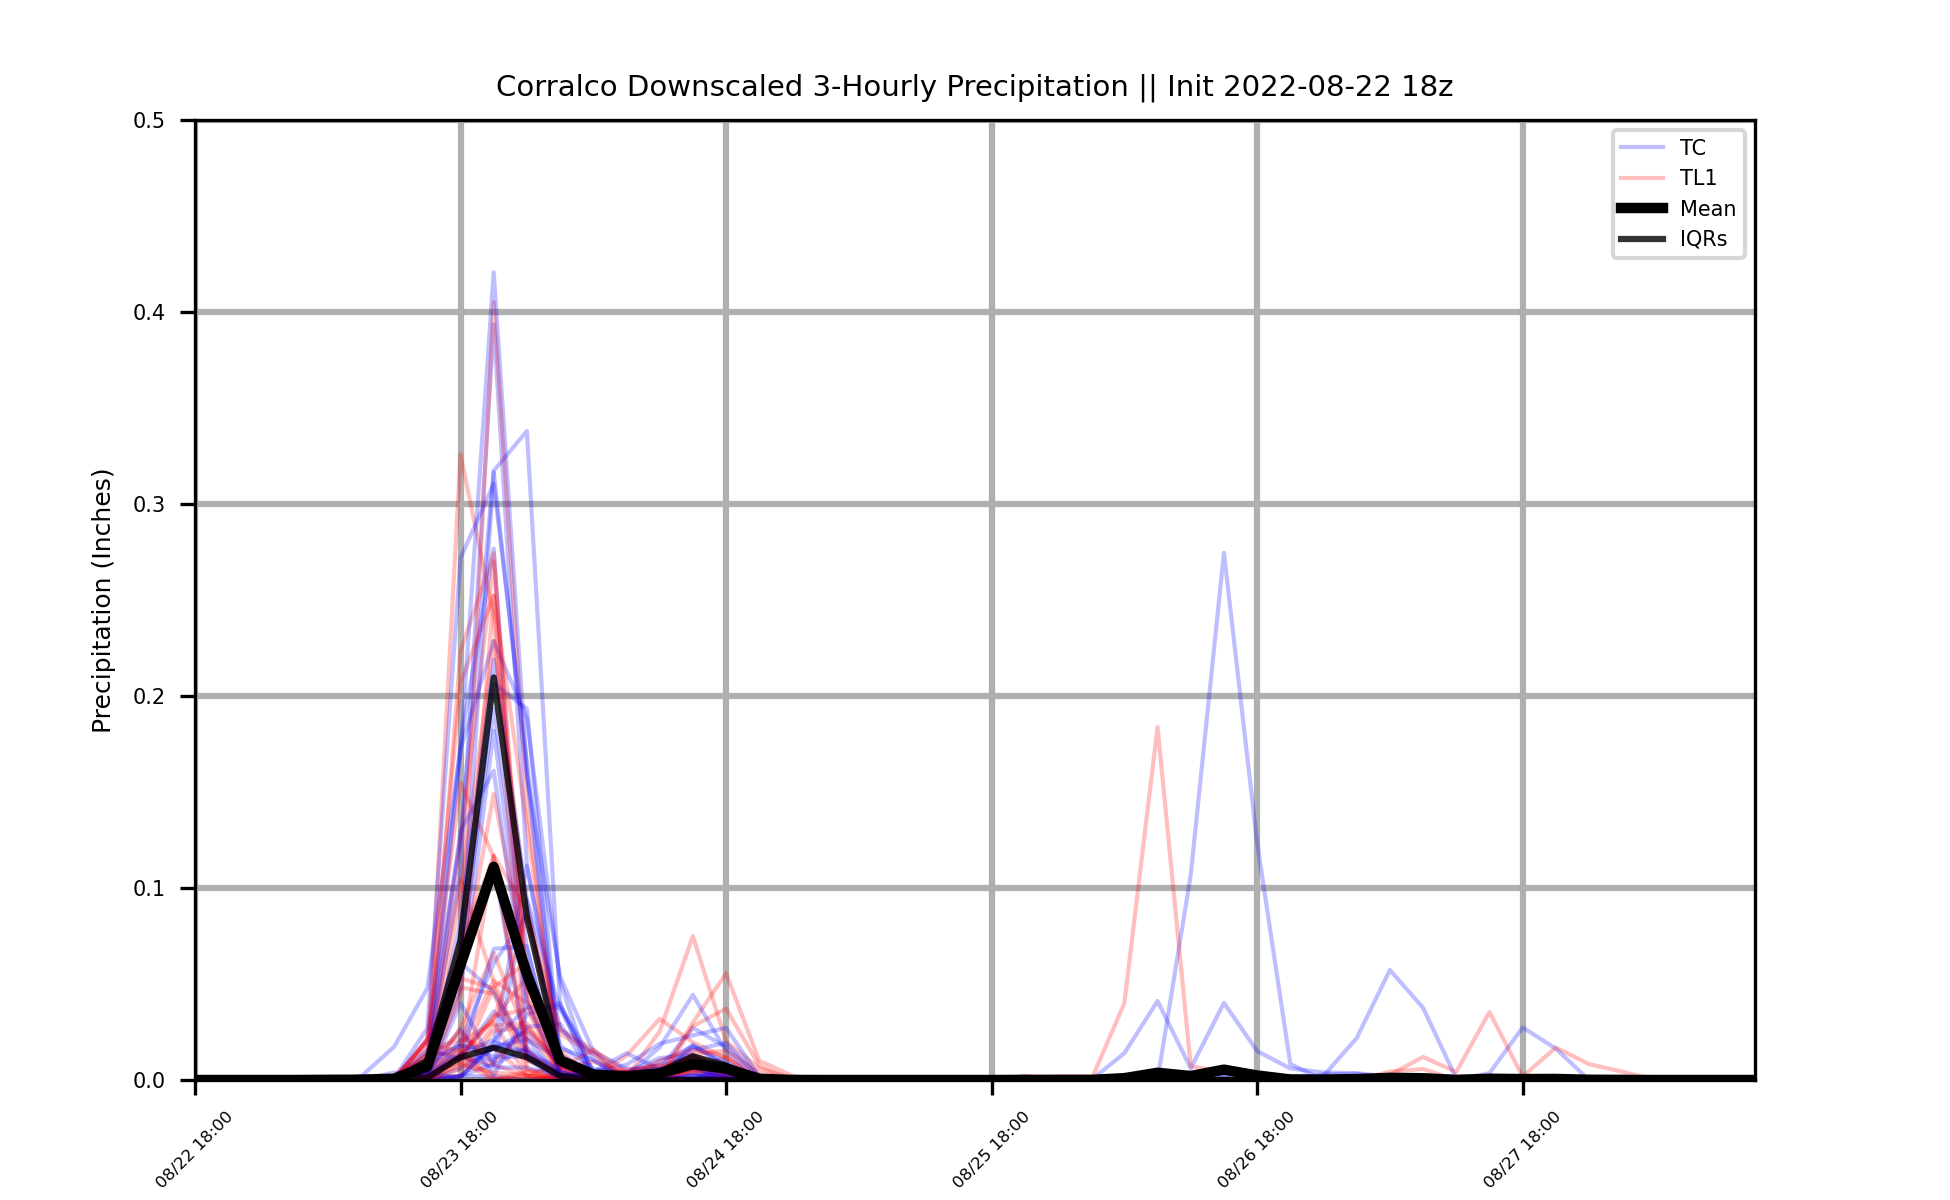 Corralco Downscaled 3-Hourly Precipitation || Init 2022-08-22 18z
Precipitation (Inches)
0.5
0.4
0.3
0.2
0.1
0.0
TC
TL1
Mean
IQRs
08/22 18:00
08/23 18:00
08/24 18:00
08/25 18:00
08/26 18:00
08/27 18:00